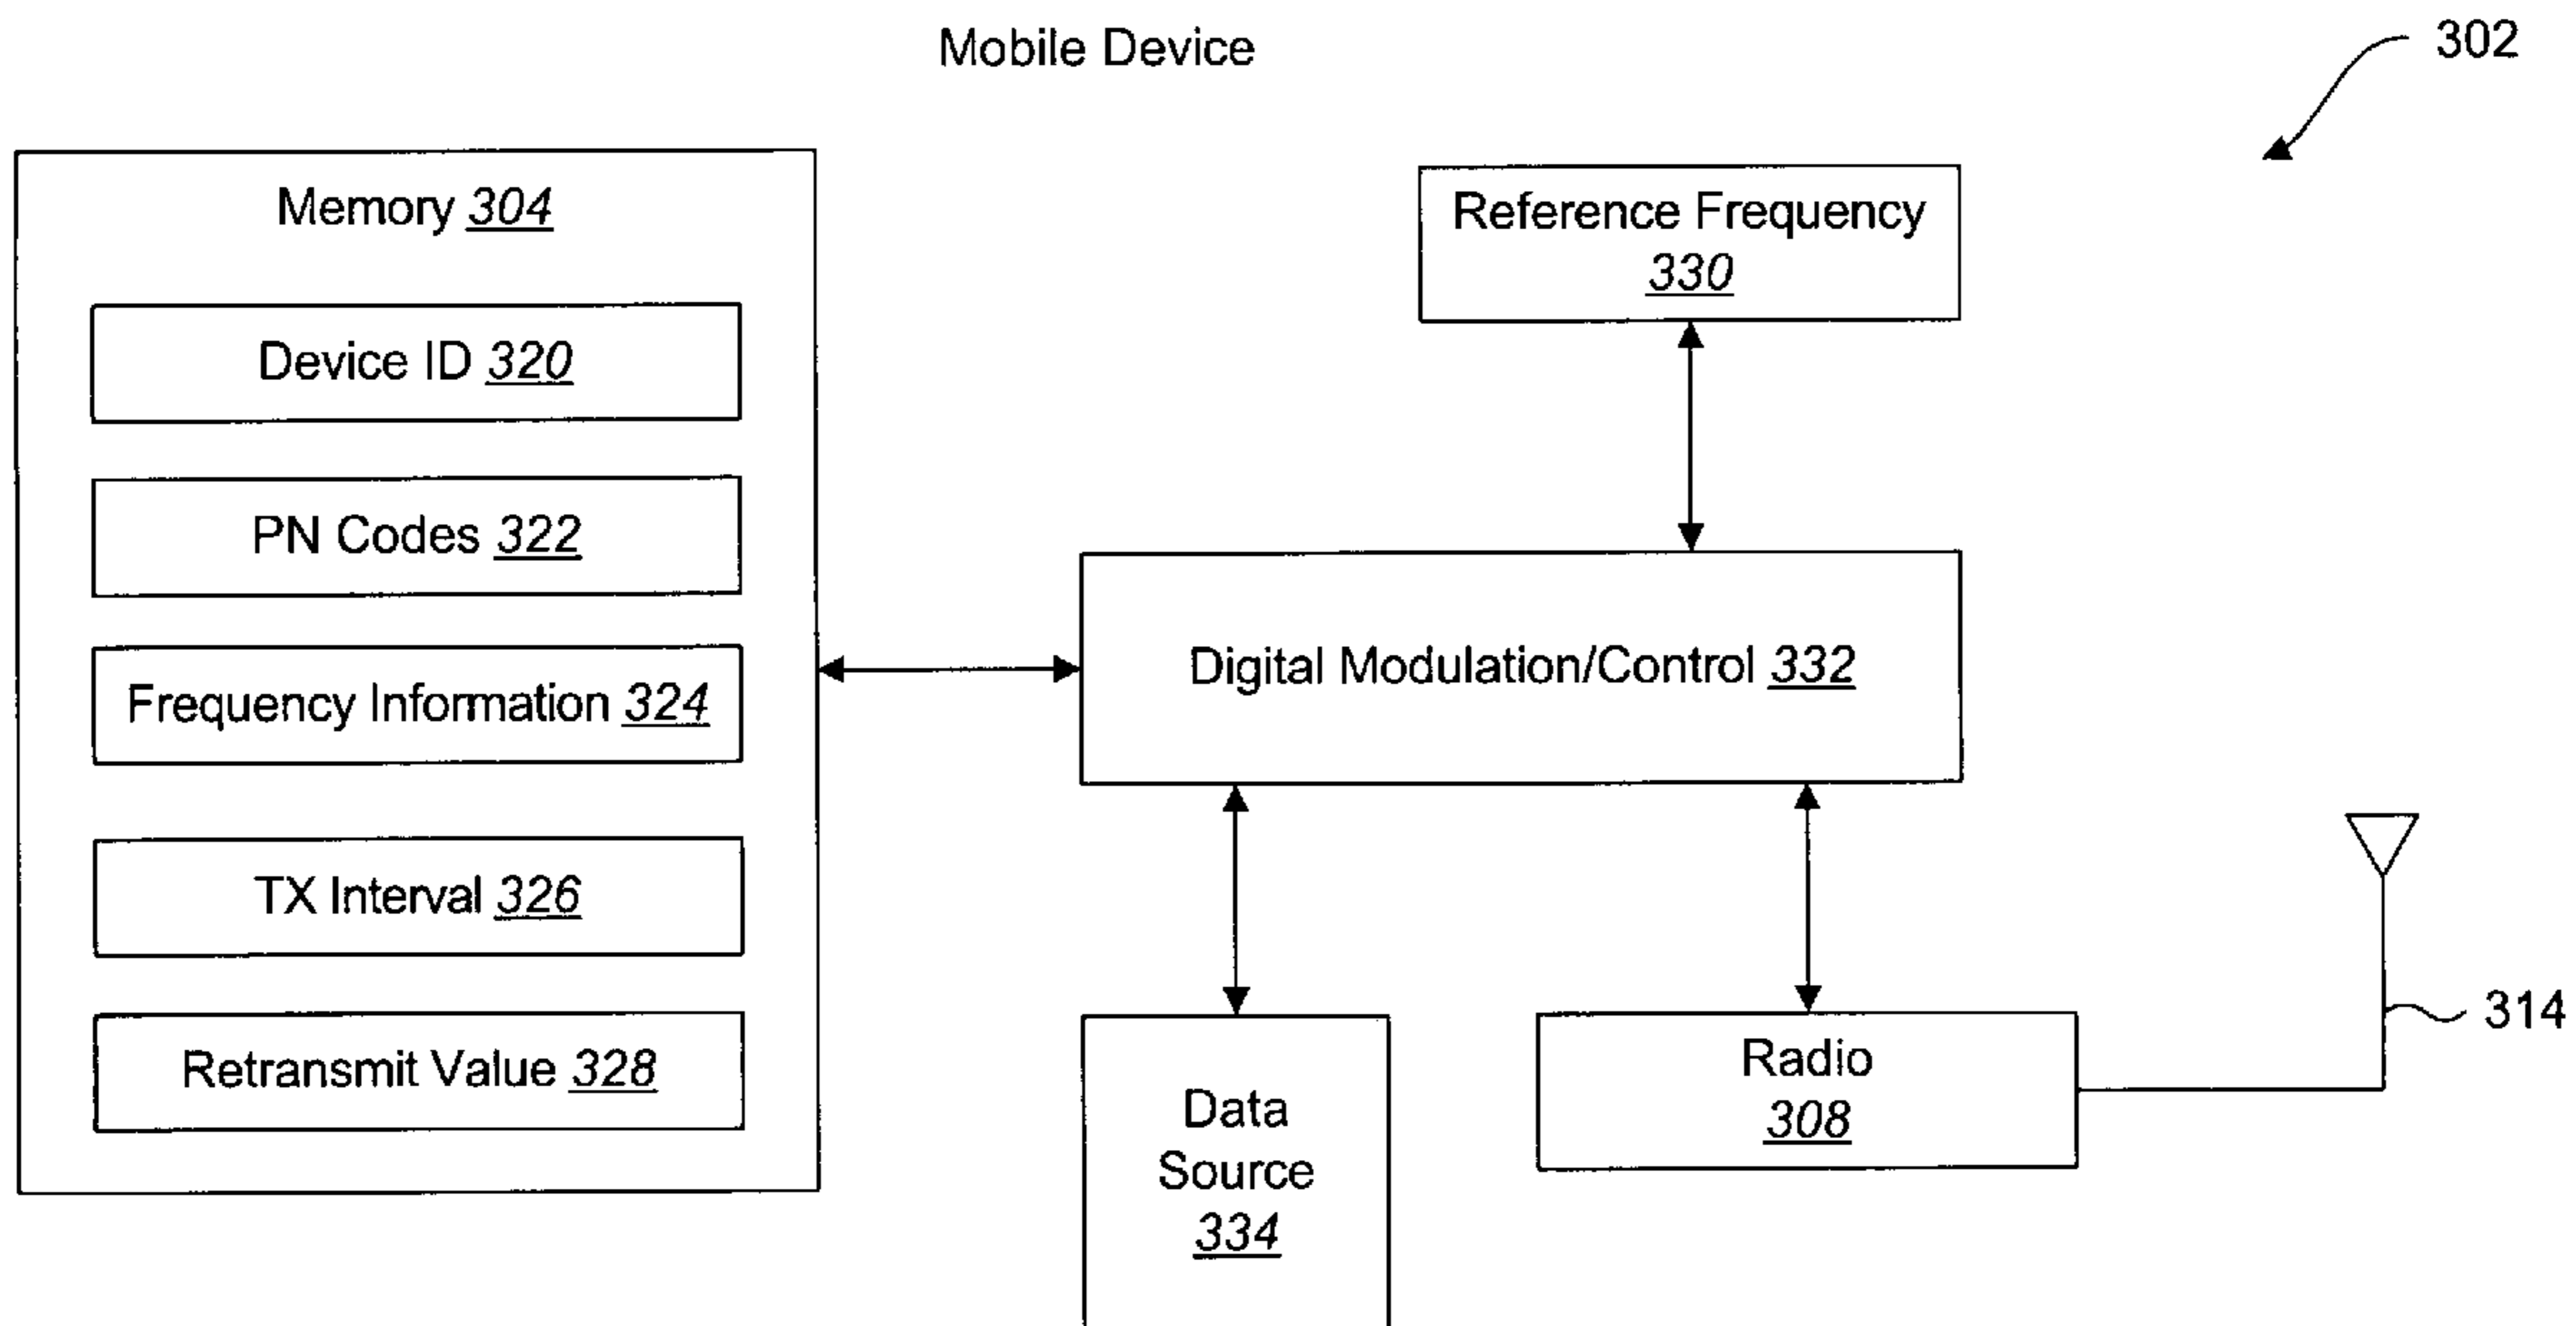 Mobile Device
302
Memory 304
Device ID 320
PN Codes 322
Frequency Information 324
TX Interval 326
Retransmit Value 328
Reference Frequency
330
Digital Modulation/Control 332
Data
Source
334
Radio
308
314